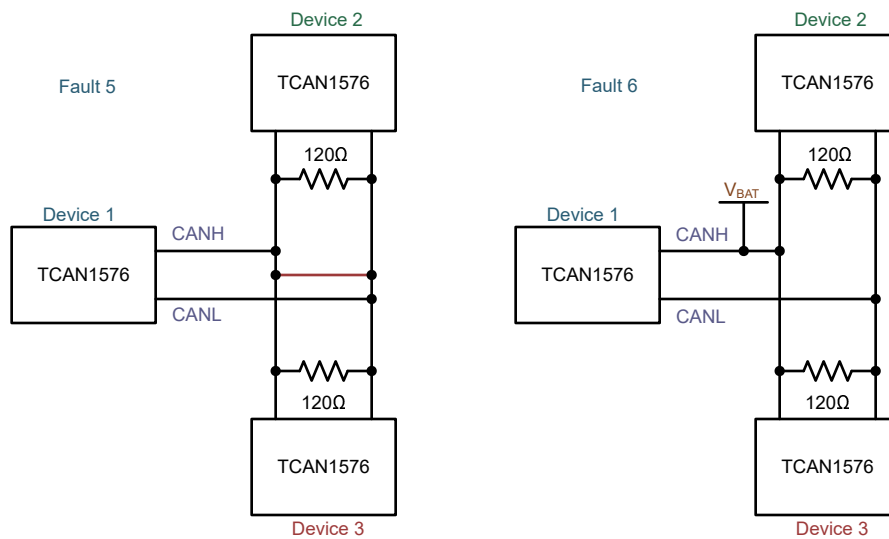 Device 2
TCAN1576
Fault 5
120Ω
Device 1
CANH
TCAN1576
CANL
120Ω
TCAN1576
Device 3
Device 2
TCAN1576
Fault 6
120Ω
VBAT
Device 1
CANH
TCAN1576
CANL
120Ω
TCAN1576
Device 3